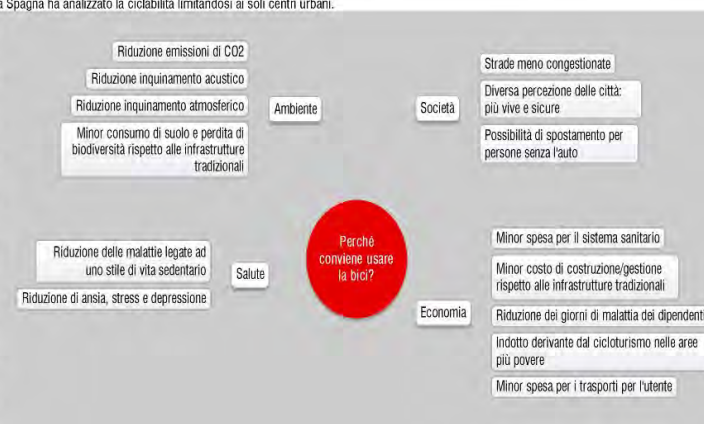 a Spagna ha analizzato la ciclabilità limitandosi ai soli centri urbani.
Riduzione emissioni di CO2
Riduzione inquinamento acustico
Riduzione inquinamento atmosferico
Minor consumo di suolo e perdita di
biodiversità rispetto alle infrastrutture
tradizionali
Ambiente
Società
Strade meno congestionate
Diversa percezione delle città:
più vive e sicure
Possibilità di spostamento per
persone senza l'auto
Perché
conviene usare
la bici?
Riduzione delle malattie legate ad
uno stile di vita sedentario
Riduzione di ansia, stress e depressione
Salute
Economia
Minor spesa per il sistema sanitario
Minor costo di costruzione/gestione
rispetto alle infrastrutture tradizionali
Riduzione dei giorni di malattia dei dipendenti
Indotto derivante dal cicloturismo nelle aree
più povere
Minor spesa per i trasporti per l'utente